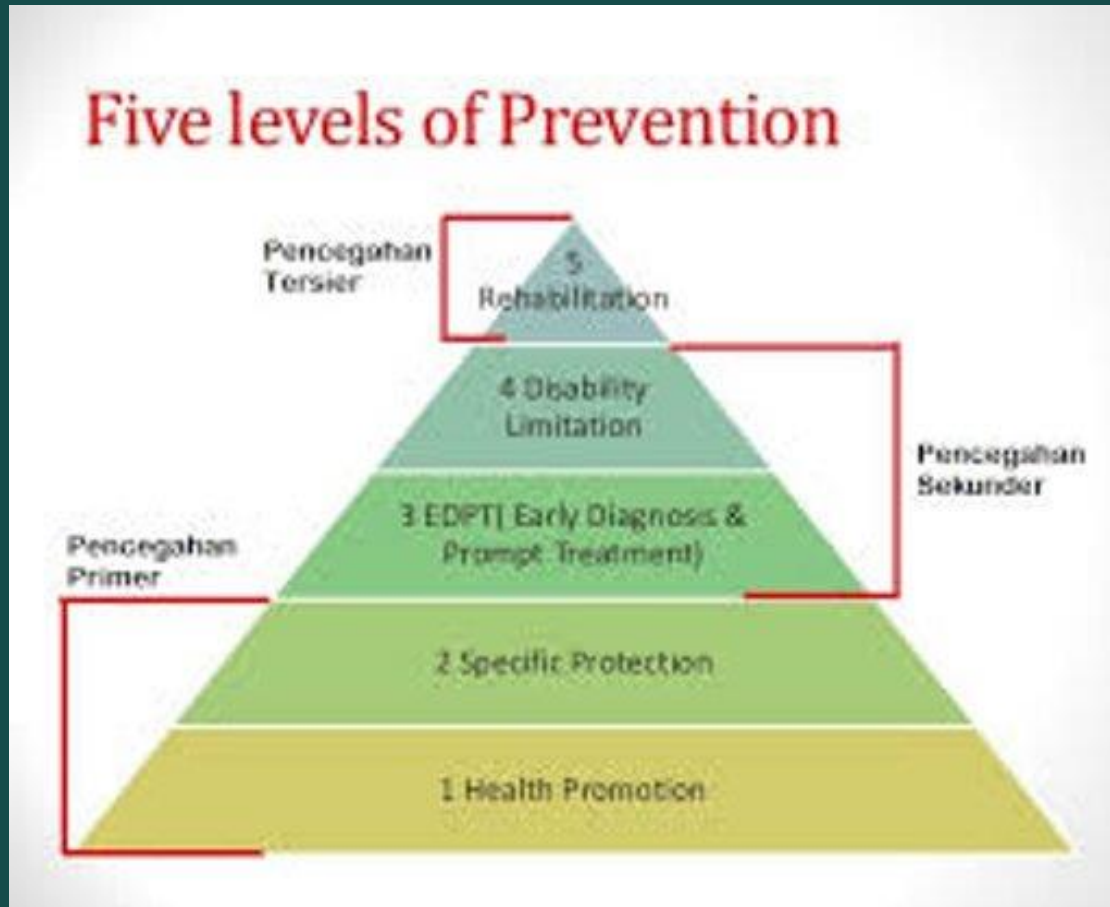 Five levels of Prevention
Pencegahan
Tersier
5
Rehabilitation
4 Disability
Limitation
Pencegahan
Sekunder
3 EDPT( Early Diagnosis &
Prompt Treatment)
Pencegahan
Primer
2 Specific Protection
1 Health Promotion